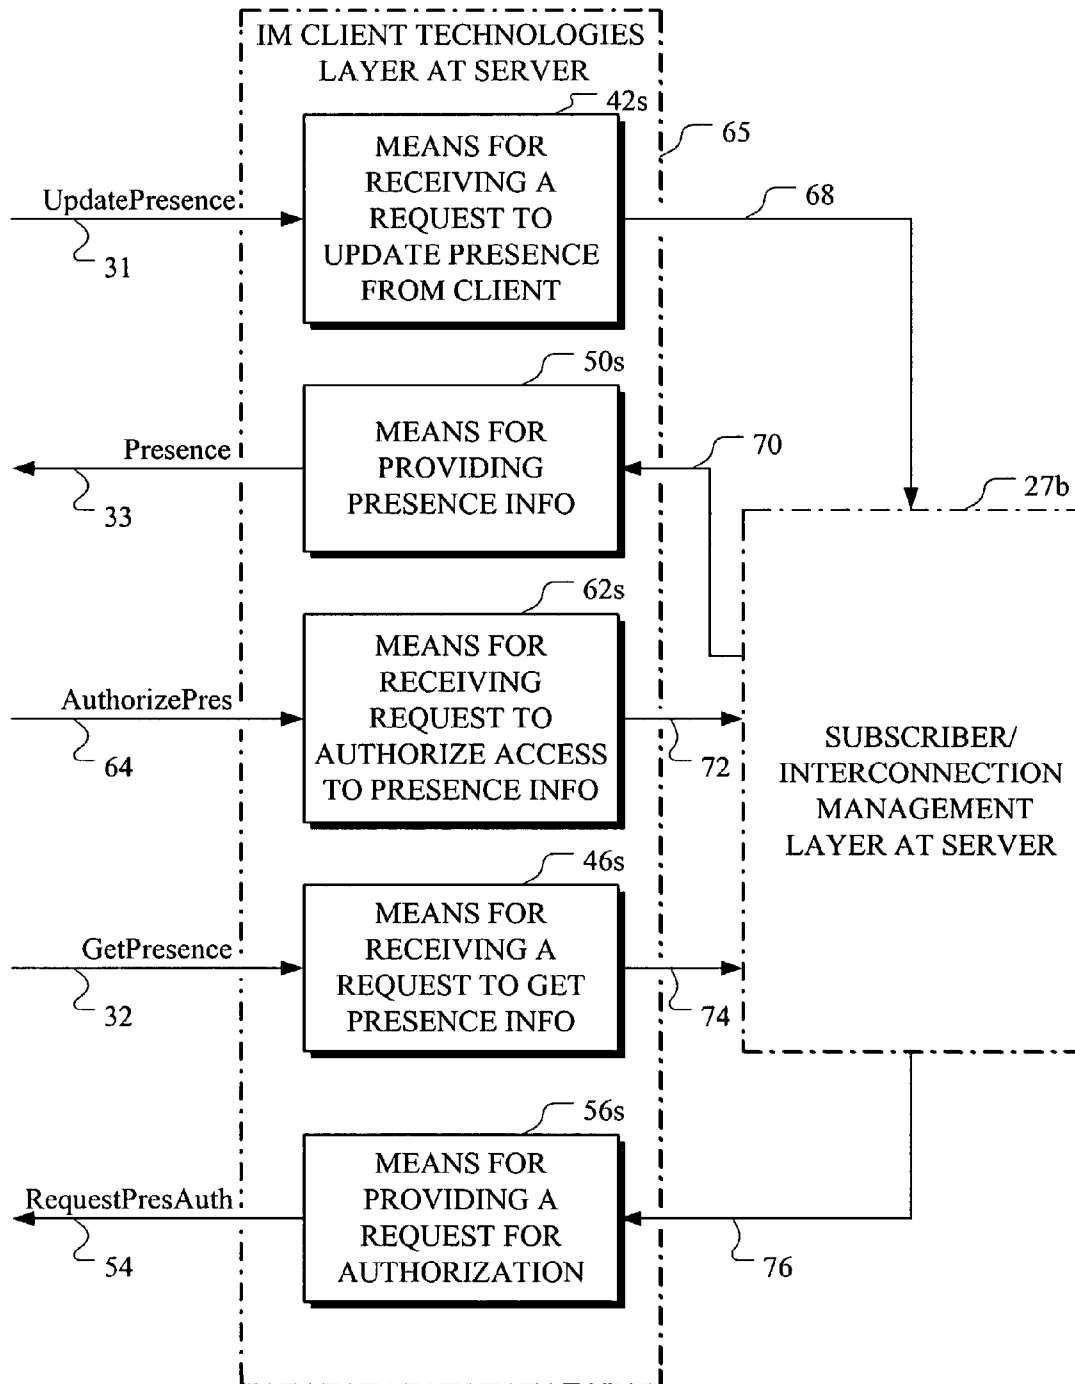 IM CLIENT TECHNOLOGIES
LAYER AT SERVER
42s
65
MEANS FOR
RECEIVING A
REQUEST TO
UPDATE PRESENCE
FROM CLIENT
UpdatePresence
31
68
50s
MEANS FOR
PROVIDING
PRESENCE INFO
Presence
33
70
27b
62s
MEANS FOR
RECEIVING
REQUEST TO
AUTHORIZE ACCESS
TO PRESENCE INFO
AuthorizePres
64
72
SUBSCRIBER/
INTERCONNECTION
MANAGEMENT
LAYER AT SERVER
46s
MEANS FOR
RECEIVING A
REQUEST TO GET
PRESENCE INFO
GetPresence
32
74
56s
MEANS FOR
PROVIDING A
REQUEST FOR
AUTHORIZATION
RequestPresAuth
54
76